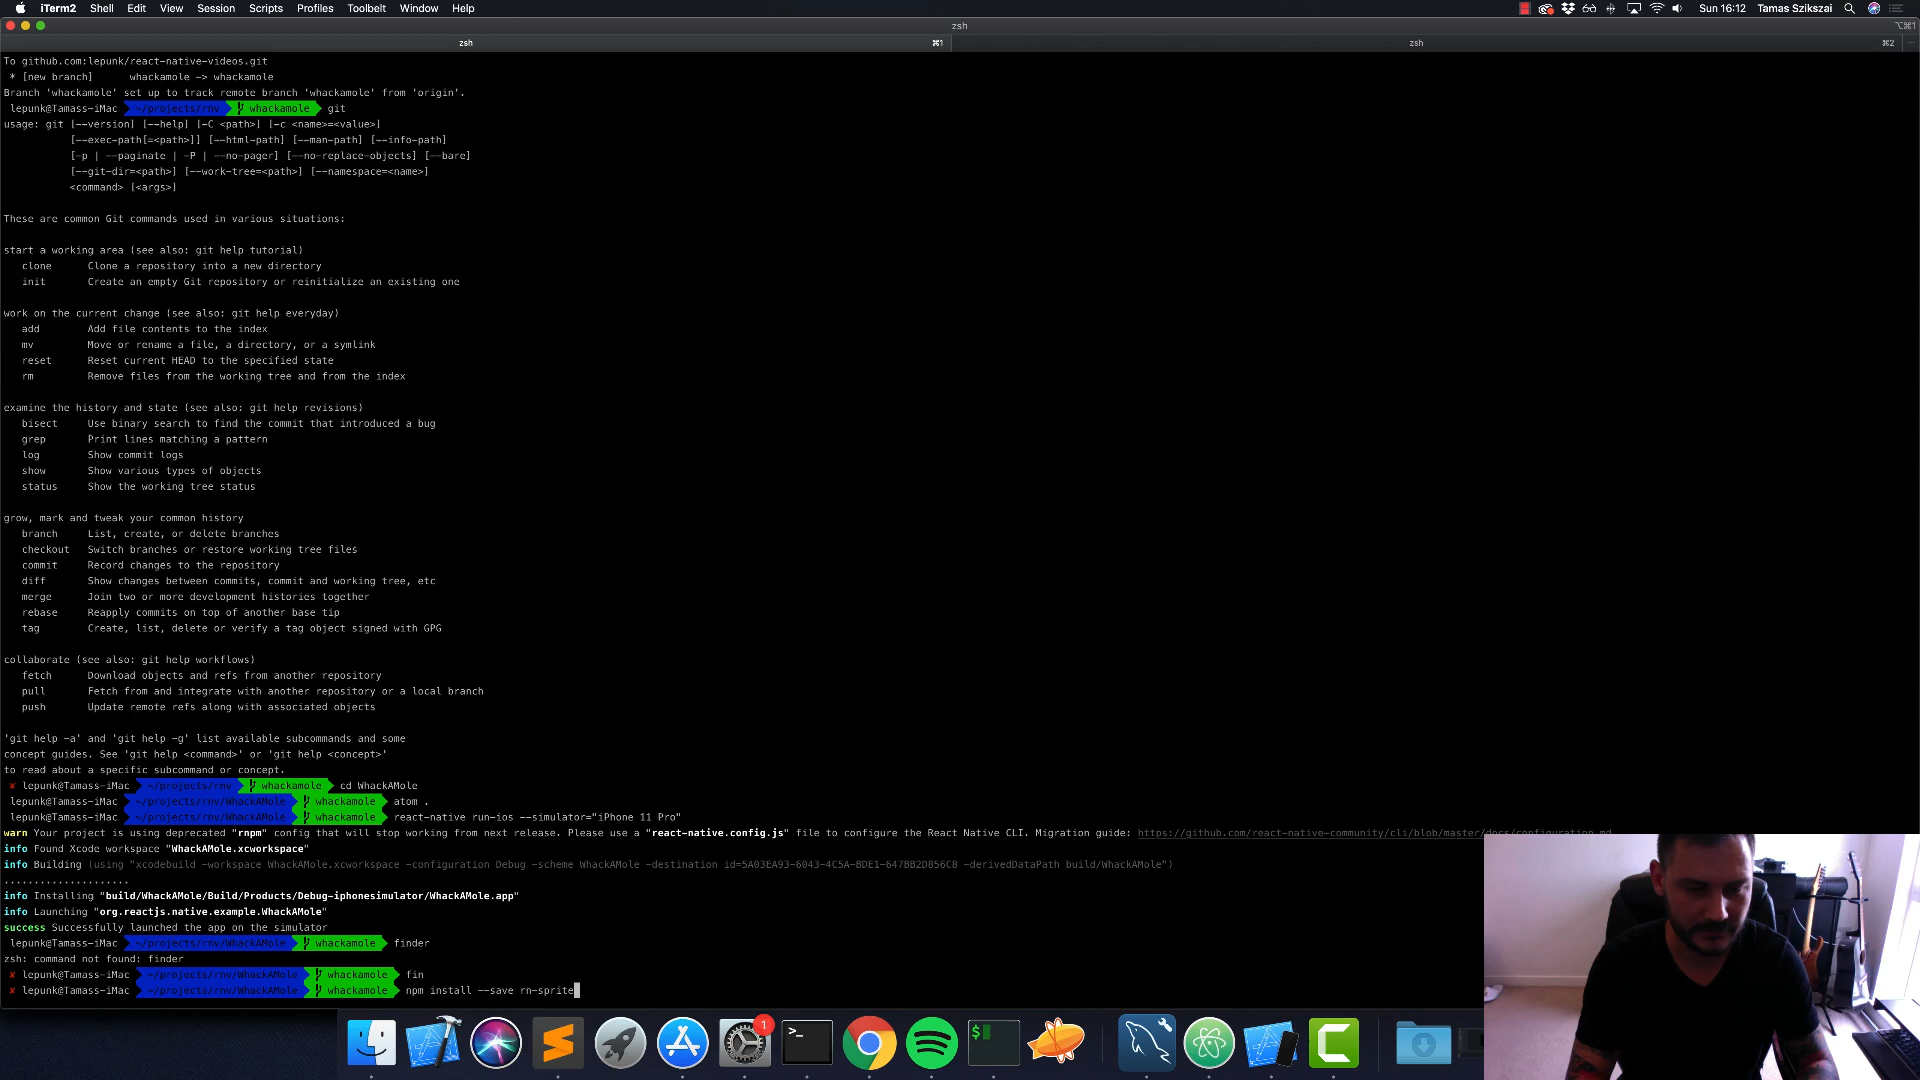 iTerm2 Shell Edit View Session Scripts Profiles Toolbelt Window Help Sun 16:12 Tamas Szikszai
zsh ⌥⌘1
zsh ⌘1 zsh ⌘2
To github.com:lepunk/react-native-videos.git
* [new branch] whackamole -> whackamole
Branch 'whackamole' set up to track remote branch 'whackamole' from 'origin'.
lepunk@Tamass-iMac ~/projects/rnv whackamole git
usage: git [--version] [--help] [-C <path>] [-c <name>=<value>]
[--exec-path[=<path>]] [--html-path] [--man-path] [--info-path]
[-p | --paginate | -P | --no-pager] [--no-replace-objects] [--bare]
[--git-dir=<path>] [--work-tree=<path>] [--namespace=<name>]
<command> [<args>]
These are common Git commands used in various situations:
start a working area (see also: git help tutorial)
clone Clone a repository into a new directory
init Create an empty Git repository or reinitialize an existing one
work on the current change (see also: git help everyday)
add Add file contents to the index
mv Move or rename a file, a directory, or a symlink
reset Reset current HEAD to the specified state
rm Remove files from the working tree and from the index
examine the history and state (see also: git help revisions)
bisect Use binary search to find the commit that introduced a bug
grep Print lines matching a pattern
log Show commit logs
show Show various types of objects
status Show the working tree status
grow, mark and tweak your common history
branch List, create, or delete branches
checkout Switch branches or restore working tree files
commit Record changes to the repository
diff Show changes between commits, commit and working tree, etc
merge Join two or more development histories together
rebase Reapply commits on top of another base tip
tag Create, list, delete or verify a tag object signed with GPG
collaborate (see also: git help workflows)
fetch Download objects and refs from another repository
pull Fetch from and integrate with another repository or a local branch
push Update remote refs along with associated objects
'git help -a' and 'git help -g' list available subcommands and some
concept guides. See 'git help <command>' or 'git help <concept>'
to read about a specific subcommand or concept.
✘ lepunk@Tamass-iMac ~/projects/rnv whackamole cd WhackAMole
lepunk@Tamass-iMac ~/projects/rnv/WhackAMole whackamole atom .
lepunk@Tamass-iMac ~/projects/rnv/WhackAMole whackamole react-native run-ios --simulator="iPhone 11 Pro"
warn Your project is using deprecated "rnpm" config that will stop working from next release. Please use a "react-native.config.js" file to configure the React Native CLI. Migration guide: https://github.com/react-native-community/cli/blob/master/docs/configuration.md
info Found Xcode workspace "WhackAMole.xcworkspace"
info Building (using "xcodebuild -workspace WhackAMole.xcworkspace -configuration Debug -scheme WhackAMole -destination id=5A03EA93-6043-4C5A-BDE1-647BB2D856C8 -derivedDataPath build/WhackAMole")
.....................
info Installing "build/WhackAMole/Build/Products/Debug-iphonesimulator/WhackAMole.app"
info Launching "org.reactjs.native.example.WhackAMole"
success Successfully launched the app on the simulator
lepunk@Tamass-iMac ~/projects/rnv/WhackAMole whackamole finder
zsh: command not found: finder
✘ lepunk@Tamass-iMac ~/projects/rnv/WhackAMole whackamole fin
✘ lepunk@Tamass-iMac ~/projects/rnv/WhackAMole whackamole npm install --save rn-sprite
1